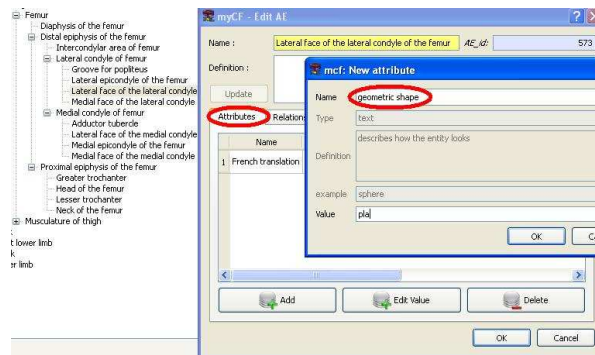 Femur
Diaphysis of the femur
Distal epiphysis of the femur
Intercondylar area of femur
Lateral condyle of femur
Groove for popliteus
Lateral epicondyle of the femur
Lateral face of the lateral condyle
Medial face of the lateral condyle
Medial condyle of femur
Adductor tubercle
Lateral face of the medial condyle
Medial epicondyle of the femur
Medial face of the medial condyle
Proximal epiphysis of the femur
Greater trochanter
Head of the femur
Lesser trochanter
Neck of the femur
Musculature of thigh
k
t lower limb
er limb
myCF - Edit AE
Name : Lateral face of the lateral condyle of the femur AE_id: 573
Definition :
Update
Attributes Relations
Name
1 French translation
Add Edit Value Delete
OK Cancel
mcf: New attribute
Name geometric shape
Type text
Definition describes how the entity looks
example sphere
Value pla
OK C